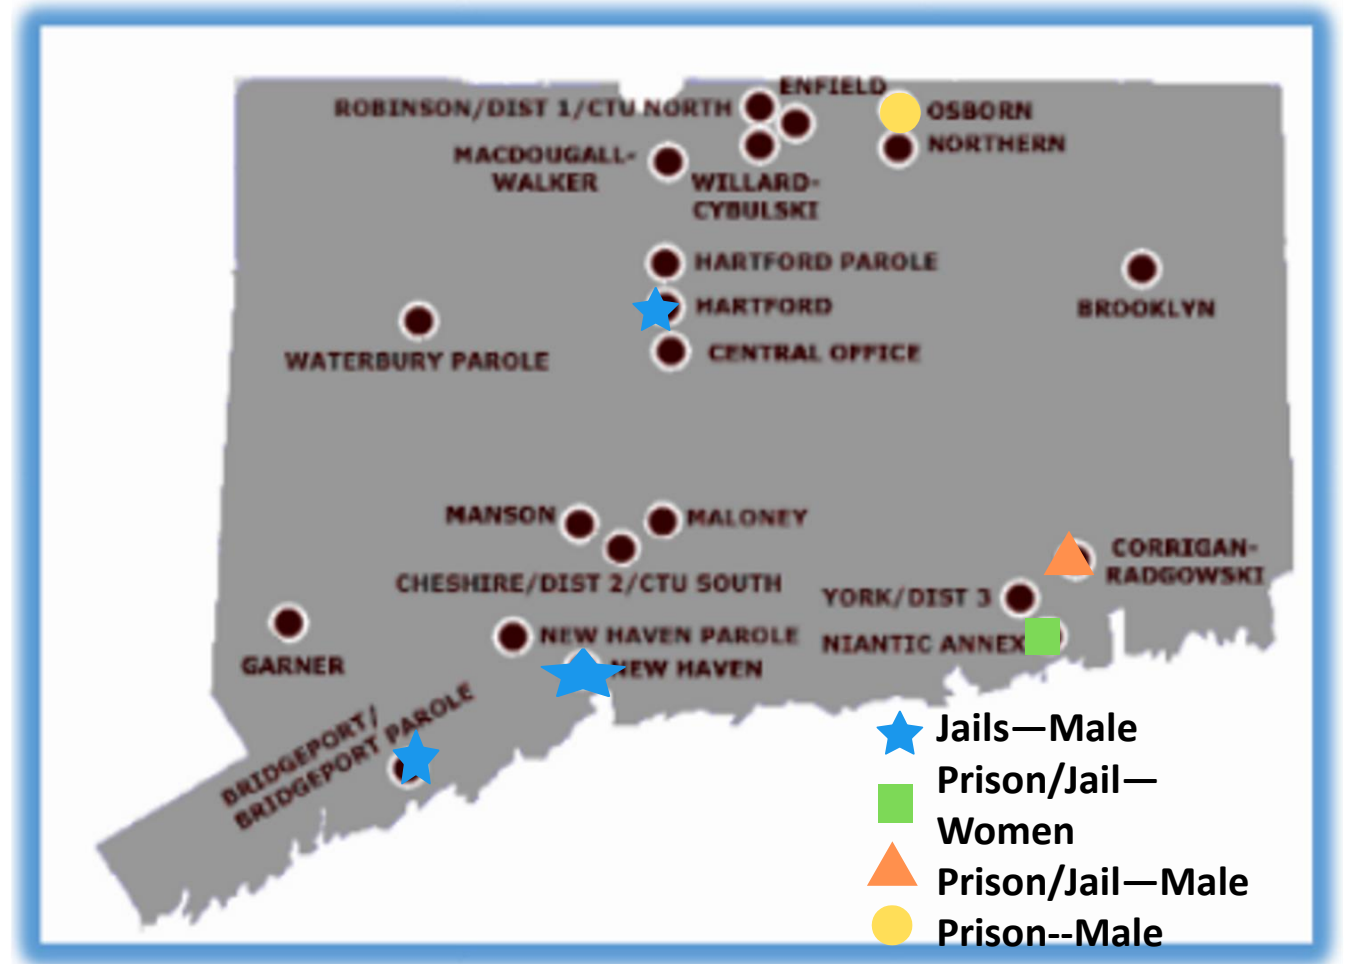 ENFIELD
ROBINSON/DIST 1/CTU NORTH
OSBORN
NORTHERN
MACDOUGALL-
WALKER
WILLARD-
CYBULSKI
HARTFORD PAROLE
HARTFORD
BROOKLYN
CENTRAL OFFICE
WATERBURY PAROLE
MANSON
MALONEY
CORRIGAN-
RADGOWSKI
CHESHIRE/DIST 2/CTU SOUTH
YORK/DIST 3
NEW HAVEN PAROLE
NIANTIC ANNEX
GARNER
NEW HAVEN
BRIDGEPORT/
BRIDGEPORT PAROLE
Jails—Male
Prison/Jail—
Women
Prison/Jail—Male
Prison--Male